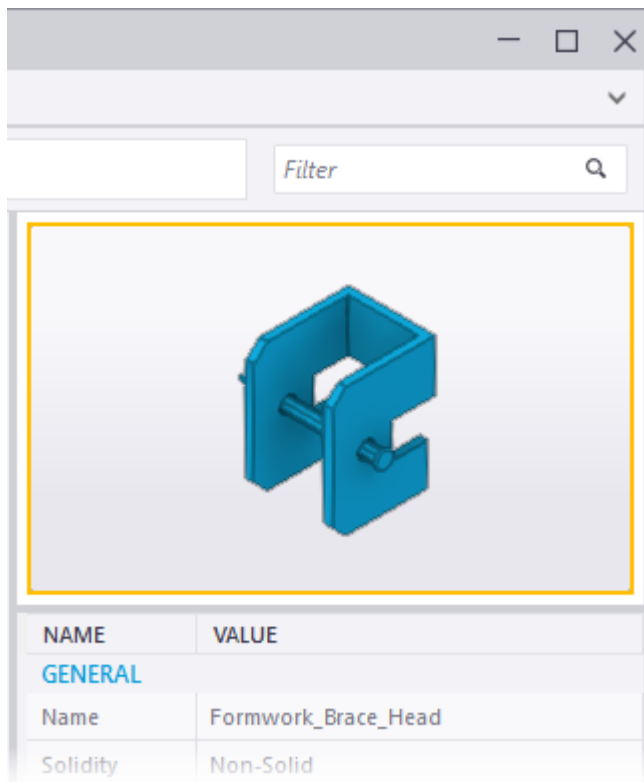 Filter
NAME VALUE
GENERAL
Name Formwork_Brace_Head
Solidity Non-Solid